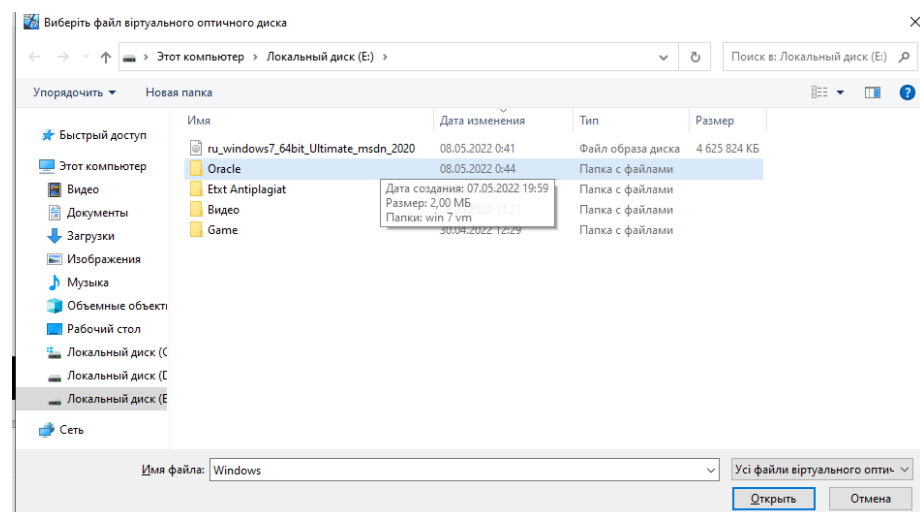 Виберіть файл віртуального оптичного диска
Этот компьютер > Локальный диск (E:) >
Поиск в: Локальный диск (E:)
Упорядочить
Новая папка
Быстрый доступ
Этот компьютер
Видео
Документы
Загрузки
Изображения
Музыка
Объемные объекты
Рабочий стол
Локальный диск (C
Локальный диск (D
Локальный диск (E
Сеть
Имя Дата изменения Тип Размер
ru_windows7_64bit_Ultimate_msdn_2020 08.05.2022 0:41 Файл образа диска 4 625 824 КБ
Oracle 08.05.2022 0:44 Папка с файлами
Etxt Antiplagiat Папка с файлами
Видео 2022 11:21 Папка с файлами
Game 30.04.2022 12:29 Папка с файлами
Дата создания: 07.05.2022 19:59
Размер: 2,00 МБ
Папки: win 7 vm
Имя файла: Windows
Усі файли віртуального оптич
Открыть Отмена